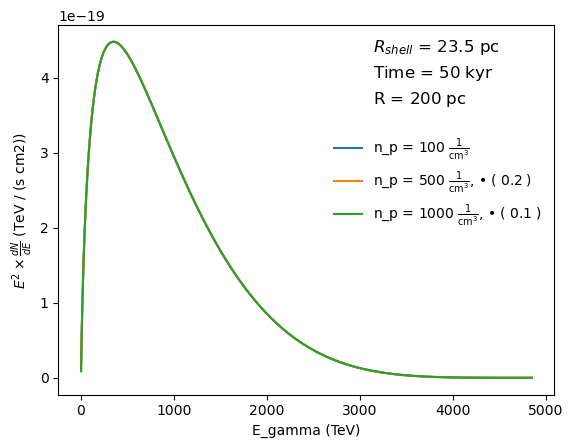 1e−19
R_shell = 23.5 pc
Time = 50 kyr
R = 200 pc
n_p = 100 1/cm³
n_p = 500 1/cm³, • ( 0.2 )
n_p = 1000 1/cm³, • ( 0.1 )
E² × dN/dE (TeV / (s cm2))
4
3
2
1
0
0 1000 2000 3000 4000 5000
E_gamma (TeV)